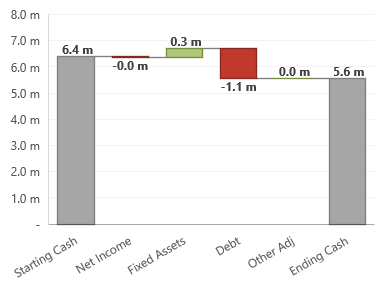 8.0 m
7.0 m
6.0 m
5.0 m
4.0 m
3.0 m
2.0 m
1.0 m
-
6.4 m
-0.0 m
0.3 m
-1.1 m
0.0 m
5.6 m
Starting Cash
Net Income
Fixed Assets
Debt
Other Adj
Ending Cash